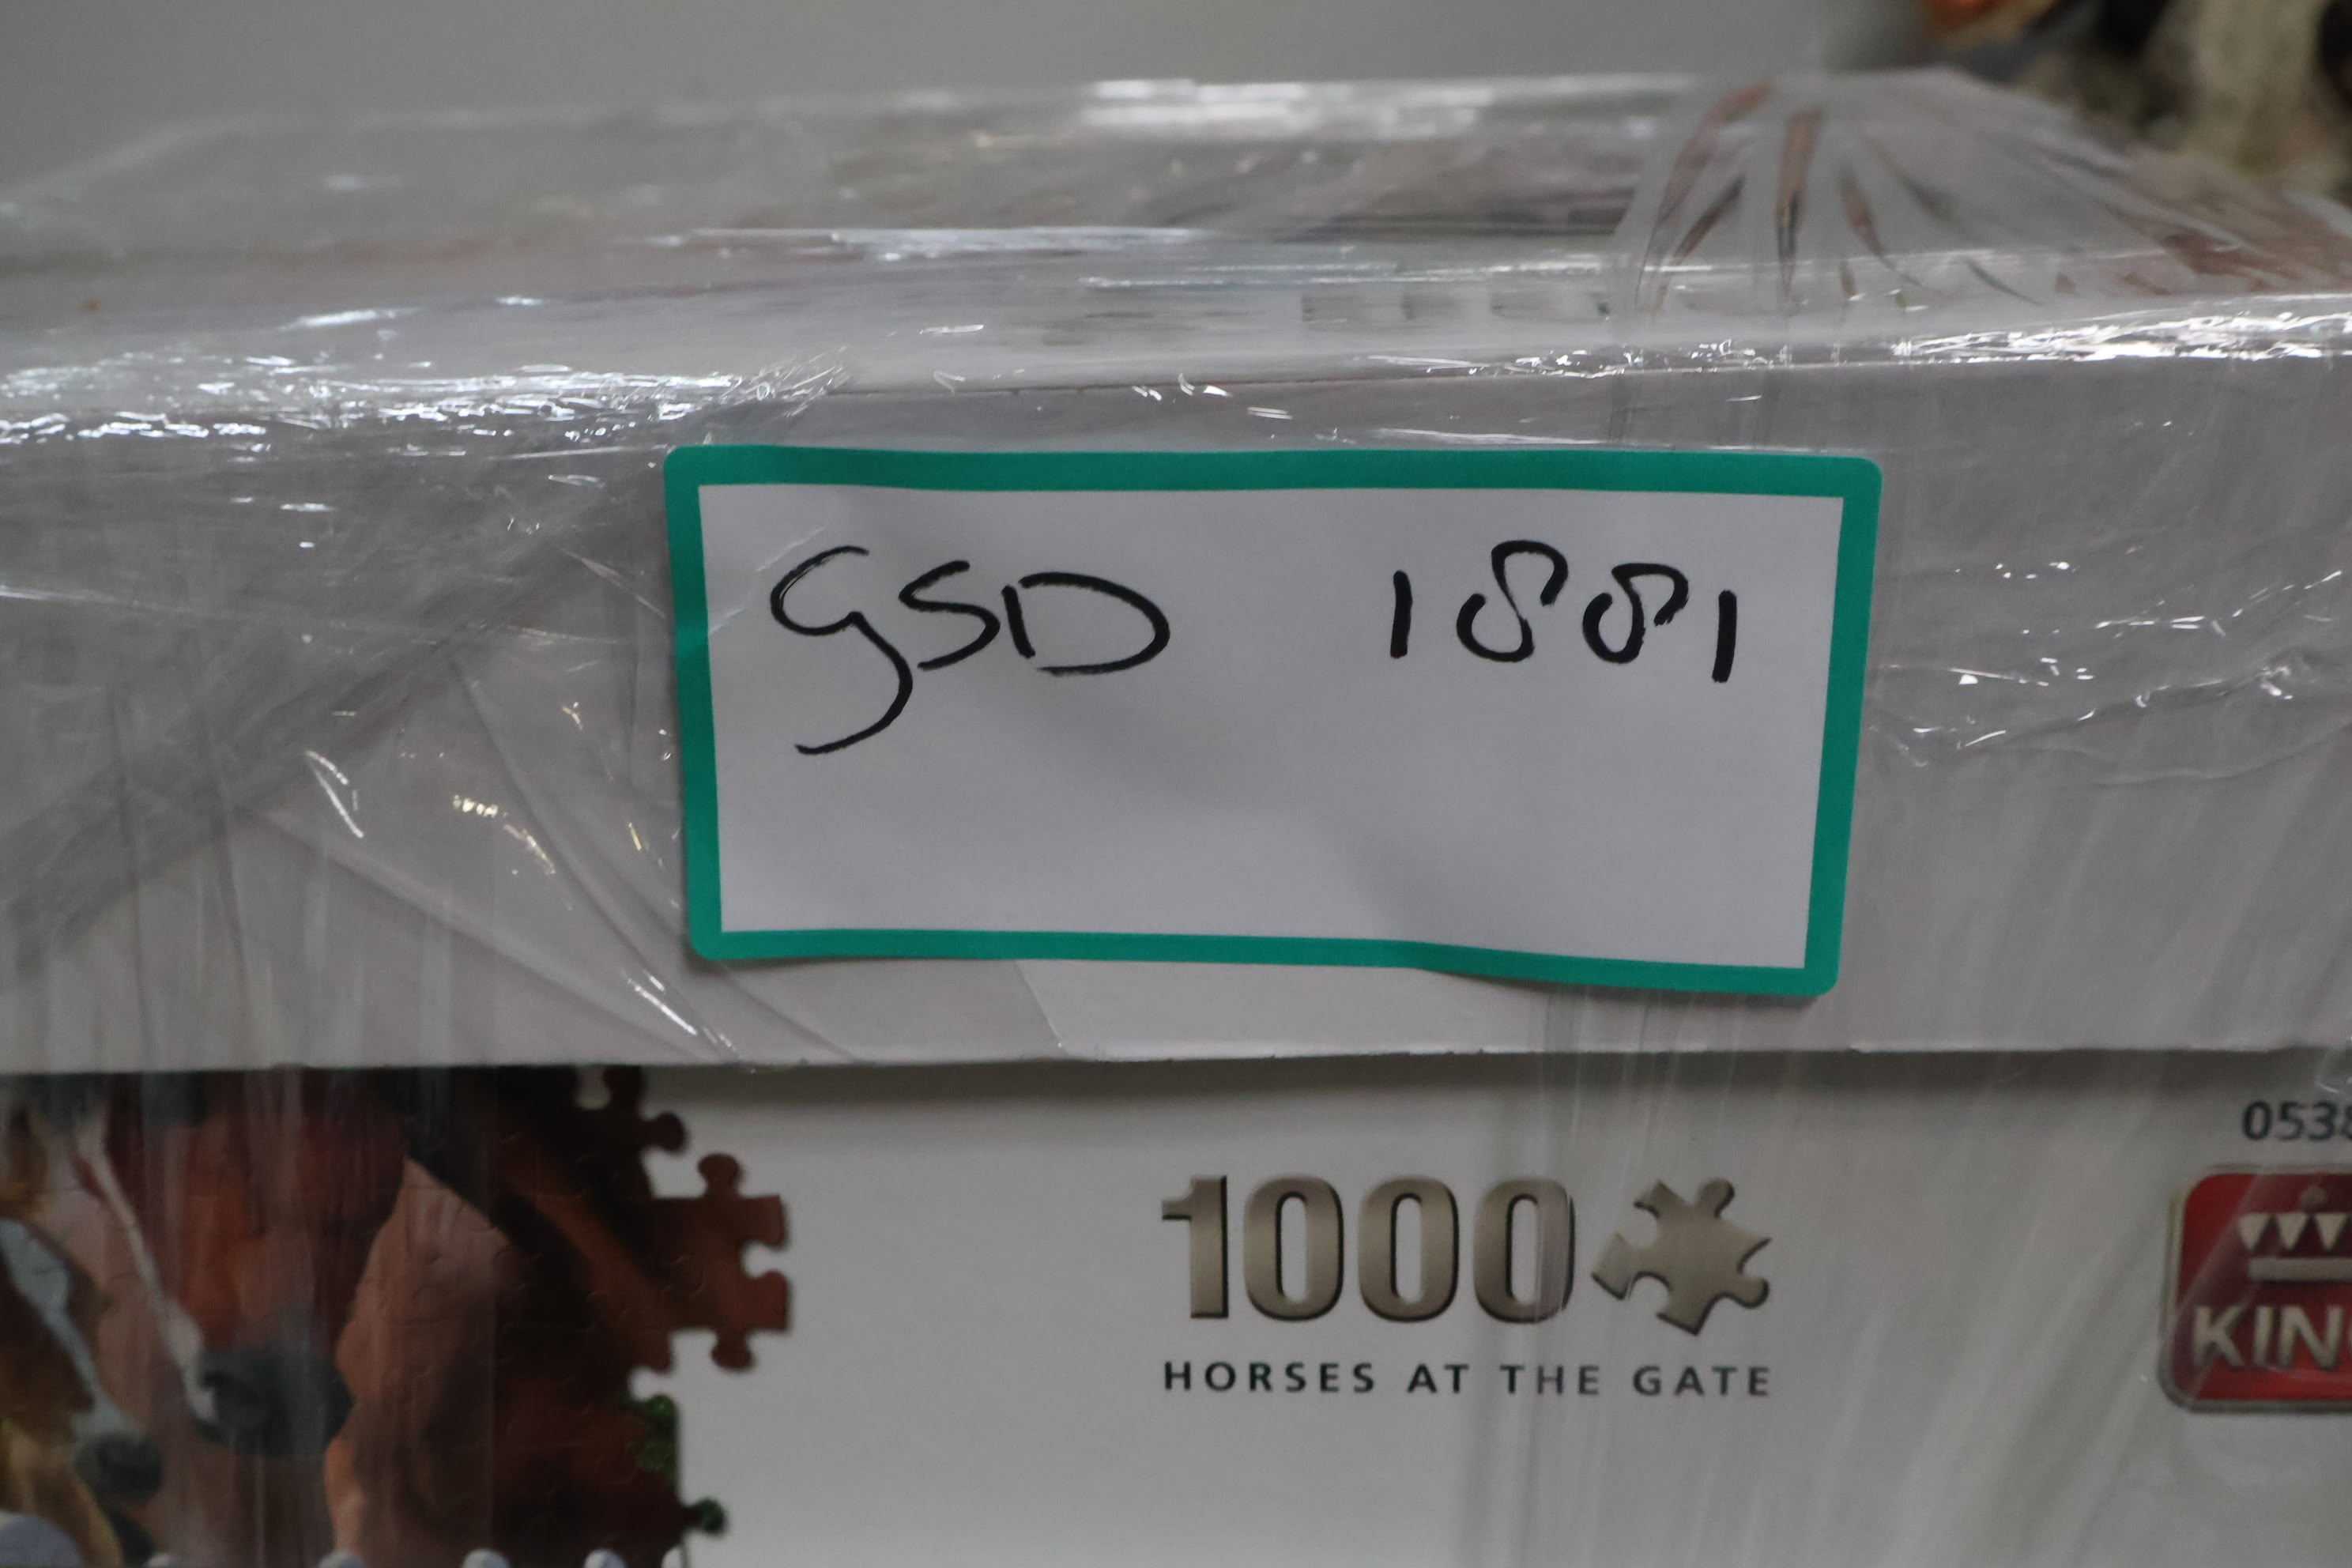 GSD 1881
1000
HORSES AT THE GATE